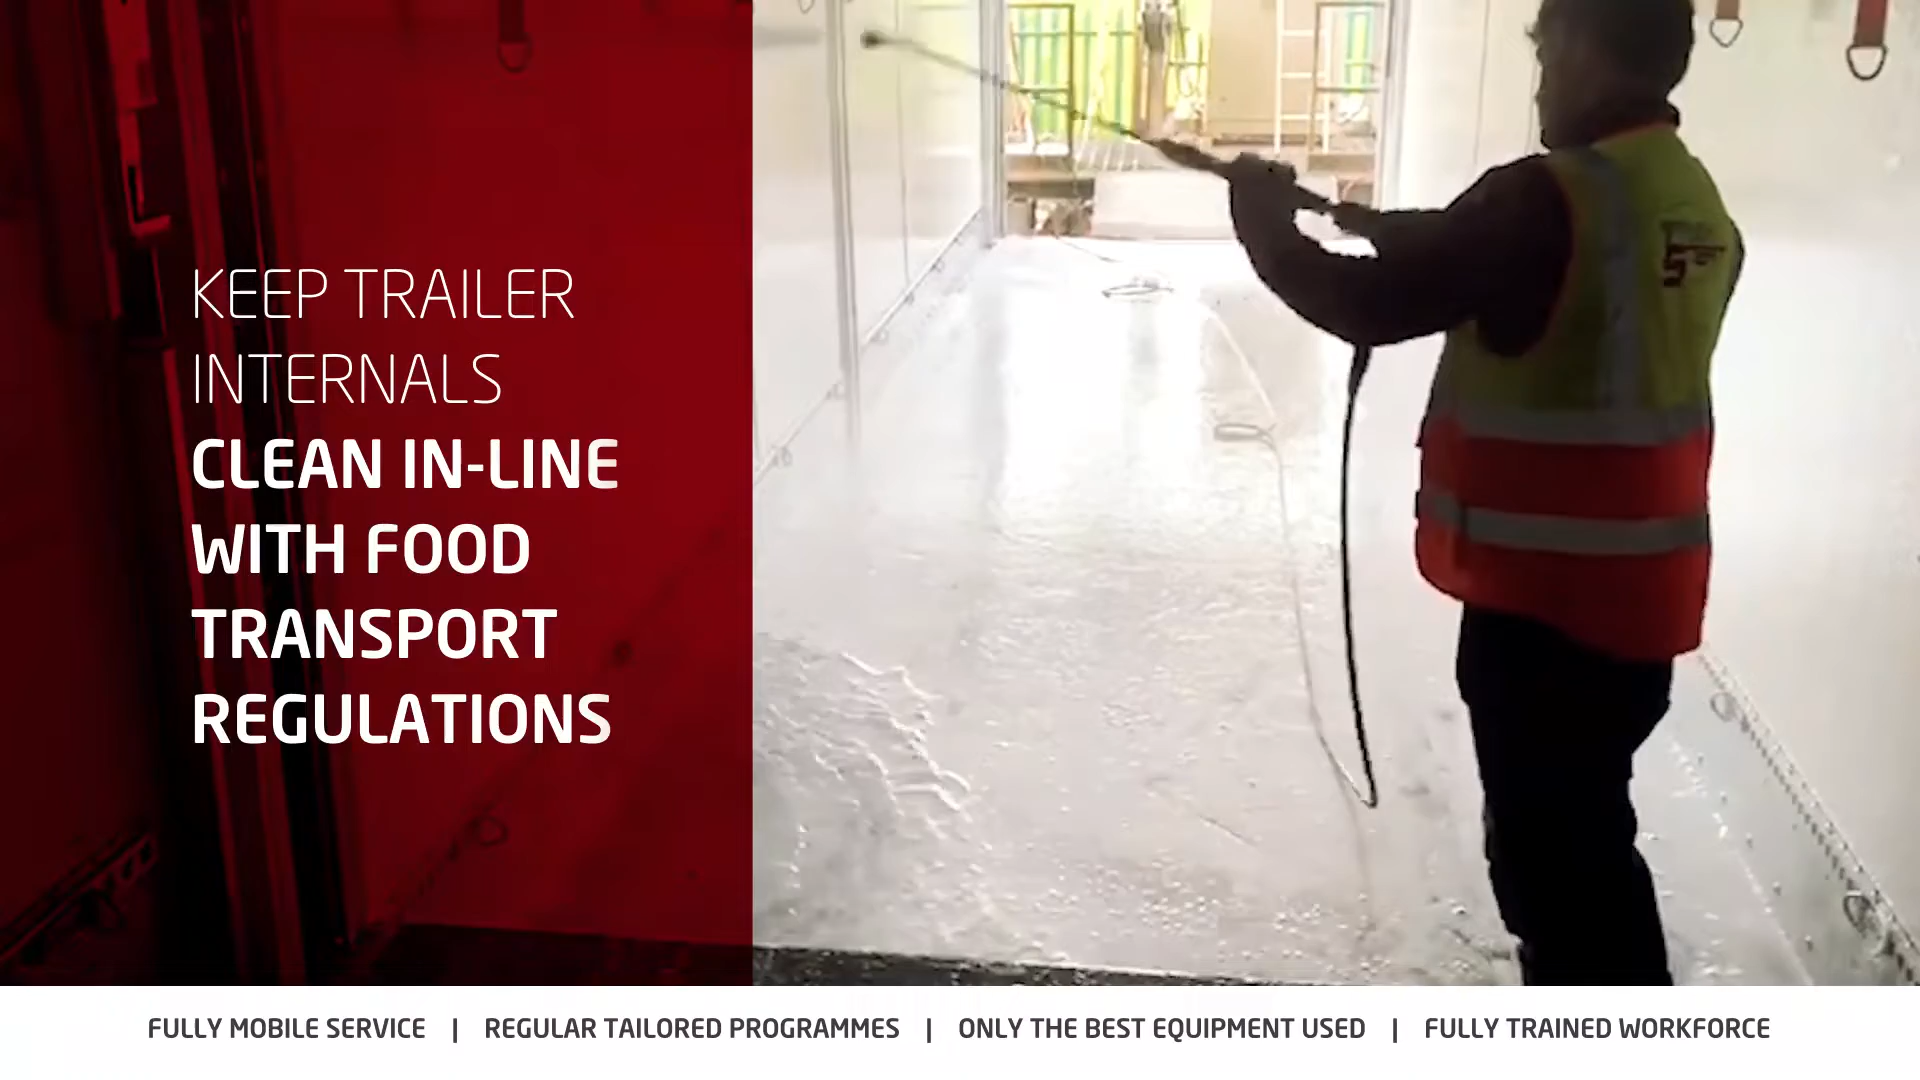 KEEP TRAILER
INTERNALS
CLEAN IN-LINE
WITH FOOD
TRANSPORT
REGULATIONS
FULLY MOBILE SERVICE | REGULAR TAILORED PROGRAMMES | ONLY THE BEST EQUIPMENT USED | FULLY TRAINED WORKFORCE